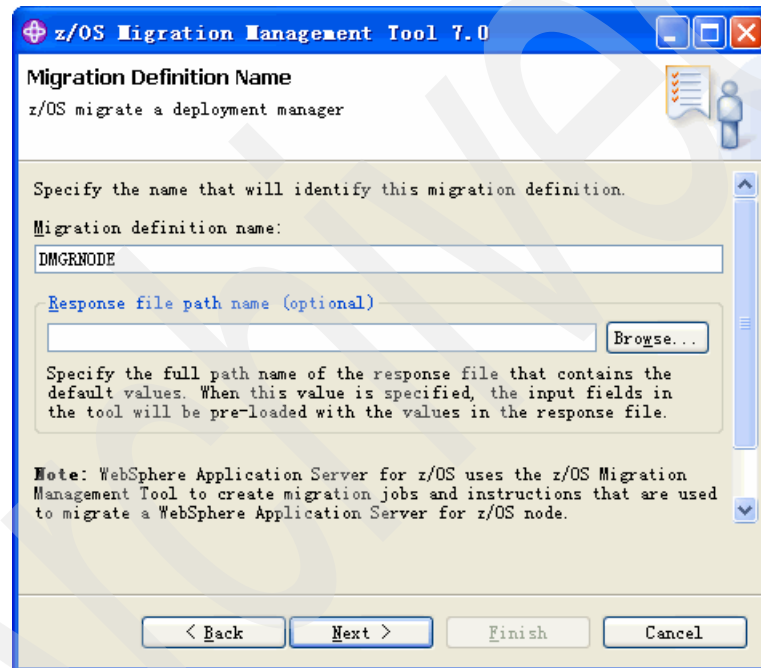 z/OS Migration Management Tool 7.0
Migration Definition Name
z/OS migrate a deployment manager
Specify the name that will identify this migration definition.
Migration definition name:
DMGRNODE
Response file path name (optional)
Browse...
Specify the full path name of the response file that contains the
default values. When this value is specified, the input fields in
the tool will be pre-loaded with the values in the response file.
Note: WebSphere Application Server for z/OS uses the z/OS Migration
Management Tool to create migration jobs and instructions that are used
to migrate a WebSphere Application Server for z/OS node.
< Back Next > Finish Cancel